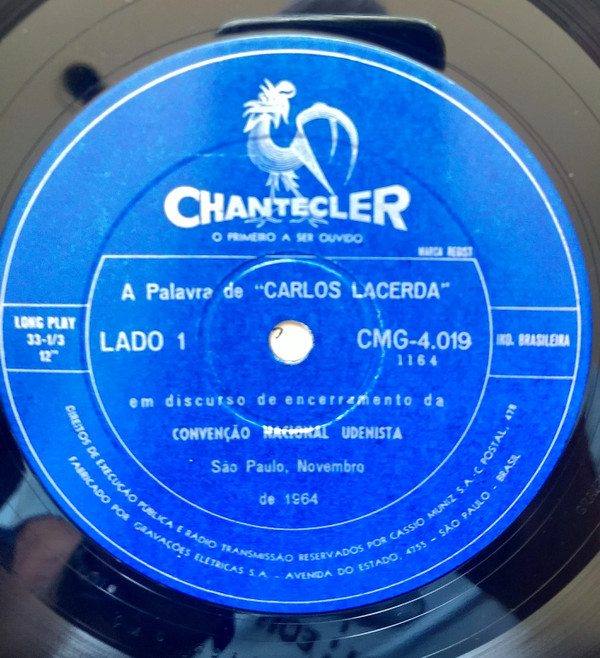 CHANTECLER
O PRIMEIRO A SER OUVIDO
MARCA REGIST
A Palavra de "CARLOS LACERDA"
LONG PLAY
33-1/3
12"
LADO 1
CMG-4.019
1164
IND. BRASILEIRA
em discurso de encerramento da
CONVENÇÃO NACIONAL UDENISTA
São Paulo, Novembro
de 1964
DIREITOS DE EXECUÇÃO PÚBLICA E RÁDIO TRANSMISSÃO RESERVADOS POR CASSIO MUNIZ S.A. C. POSTAL, 478
FABRICADO POR GRAVAÇÕES ELÉTRICAS S.A. - AVENIDA DO ESTADO, 4755 - SÃO PAULO - BRASIL